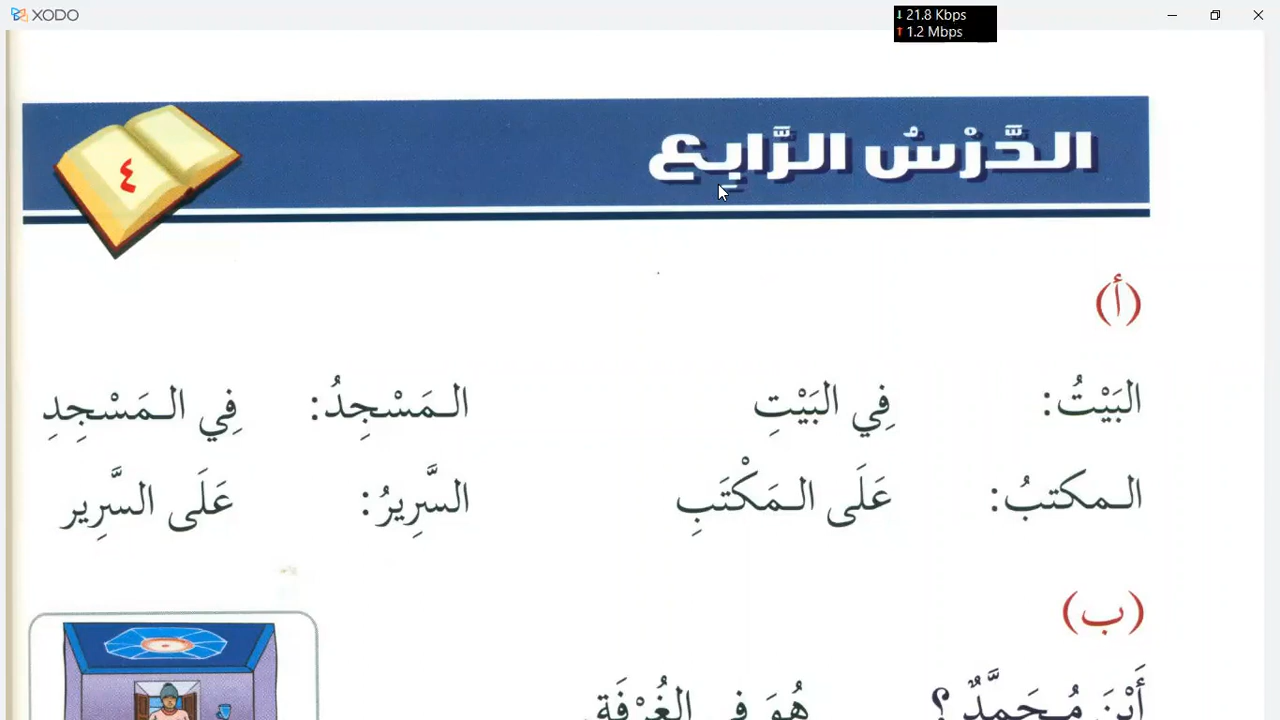 XODO
↓ 21.8 Kbps
↑ 1.2 Mbps
الدَّرْسُ الرَّابِع
٤
(أ)
البَيْتُ: فِي البَيْتِ المَسْجِدُ: فِي المَسْجِدِ
المكتبُ: عَلَى المَكْتَبِ السَّرِيرُ: عَلَى السَّرِير
(ب)
أَيْنَ مُحَمَّدٌ؟ هُوَ فِي الغُرْفَةِ.